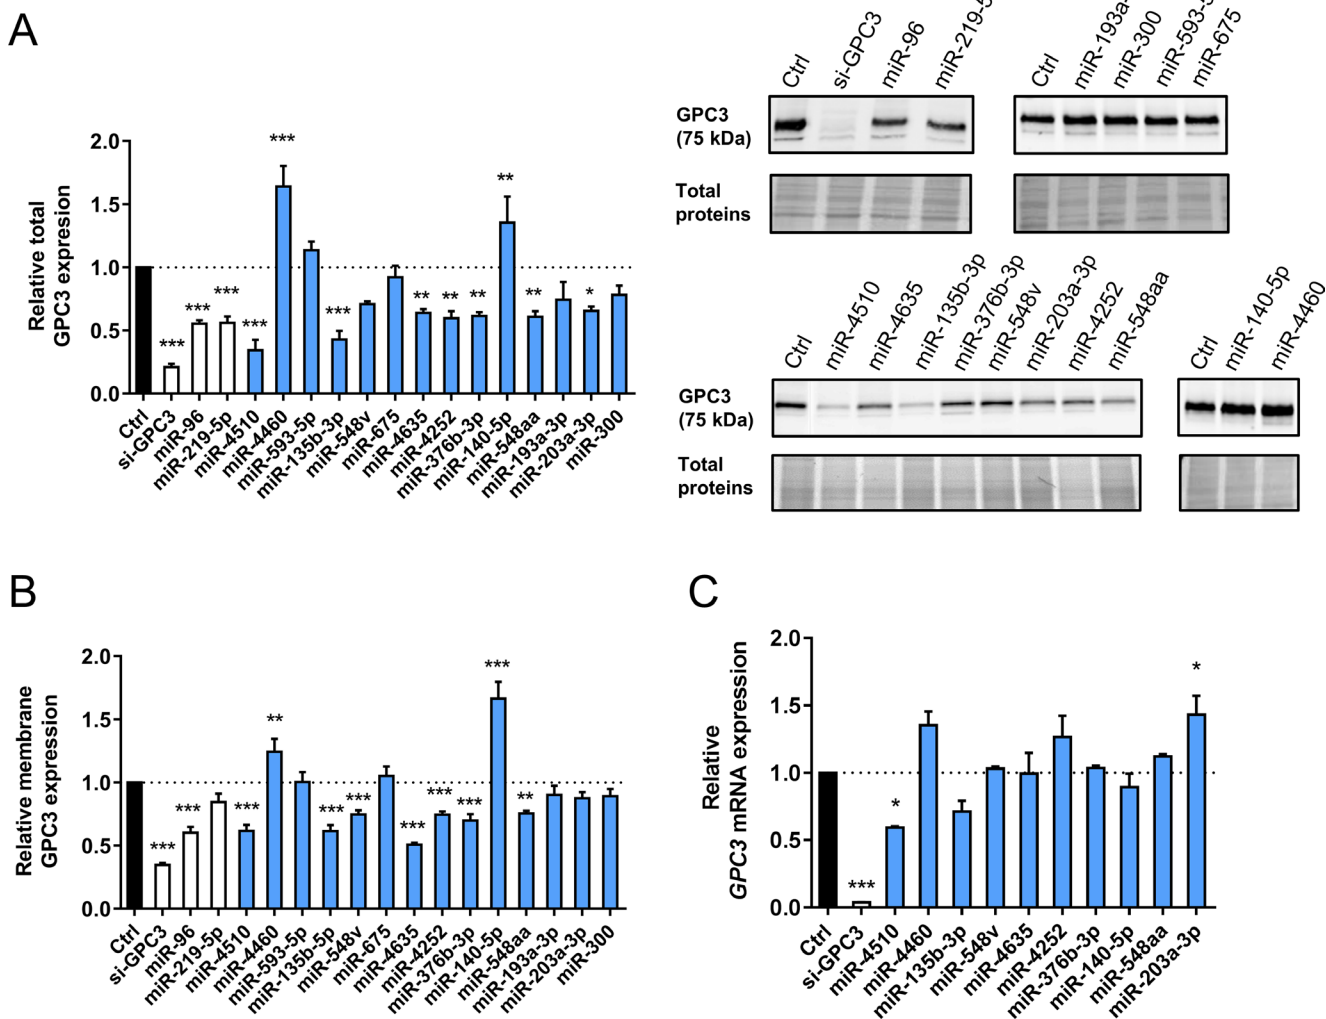 A
Relative total
GPC3 expression
2.0
1.5
1.0
0.5
0.0
***
***
***
***
***
***
**
**
**
**
**
*
Ctrl
si-GPC3
miR-96
miR-219-5p
miR-4510
miR-4460
miR-593-5p
miR-135b-3p
miR-548v
miR-675
miR-4635
miR-4252
miR-376b-3p
miR-140-5p
miR-548aa
miR-193a-3p
miR-203a-3p
miR-300
Ctrl
si-GPC3
miR-96
miR-219-5
Ctrl
miR-193a-
miR-300
miR-593-5
miR-675
GPC3
(75 kDa)
Total
proteins
Ctrl
miR-4510
miR-4635
miR-135b-3p
miR-376b-3p
miR-548v
miR-203a-3p
miR-4252
miR-548aa
Ctrl
miR-140-5p
miR-4460
GPC3
(75 kDa)
Total
proteins
B
Relative membrane
GPC3 expression
2.0
1.5
1.0
0.5
0.0
***
***
***
**
***
***
***
***
***
***
**
Ctrl
si-GPC3
miR-96
miR-219-5p
miR-4510
miR-4460
miR-593-5p
miR-135b-5p
miR-548v
miR-675
miR-4635
miR-4252
miR-376b-3p
miR-140-5p
miR-548aa
miR-193a-3p
miR-203a-3p
miR-300
C
Relative
GPC3 mRNA expression
2.0
1.5
1.0
0.5
0.0
***
*
*
Ctrl
si-GPC3
miR-4510
miR-4460
miR-135b-3p
miR-548v
miR-4635
miR-4252
miR-376b-3p
miR-140-5p
miR-548aa
miR-203a-3p